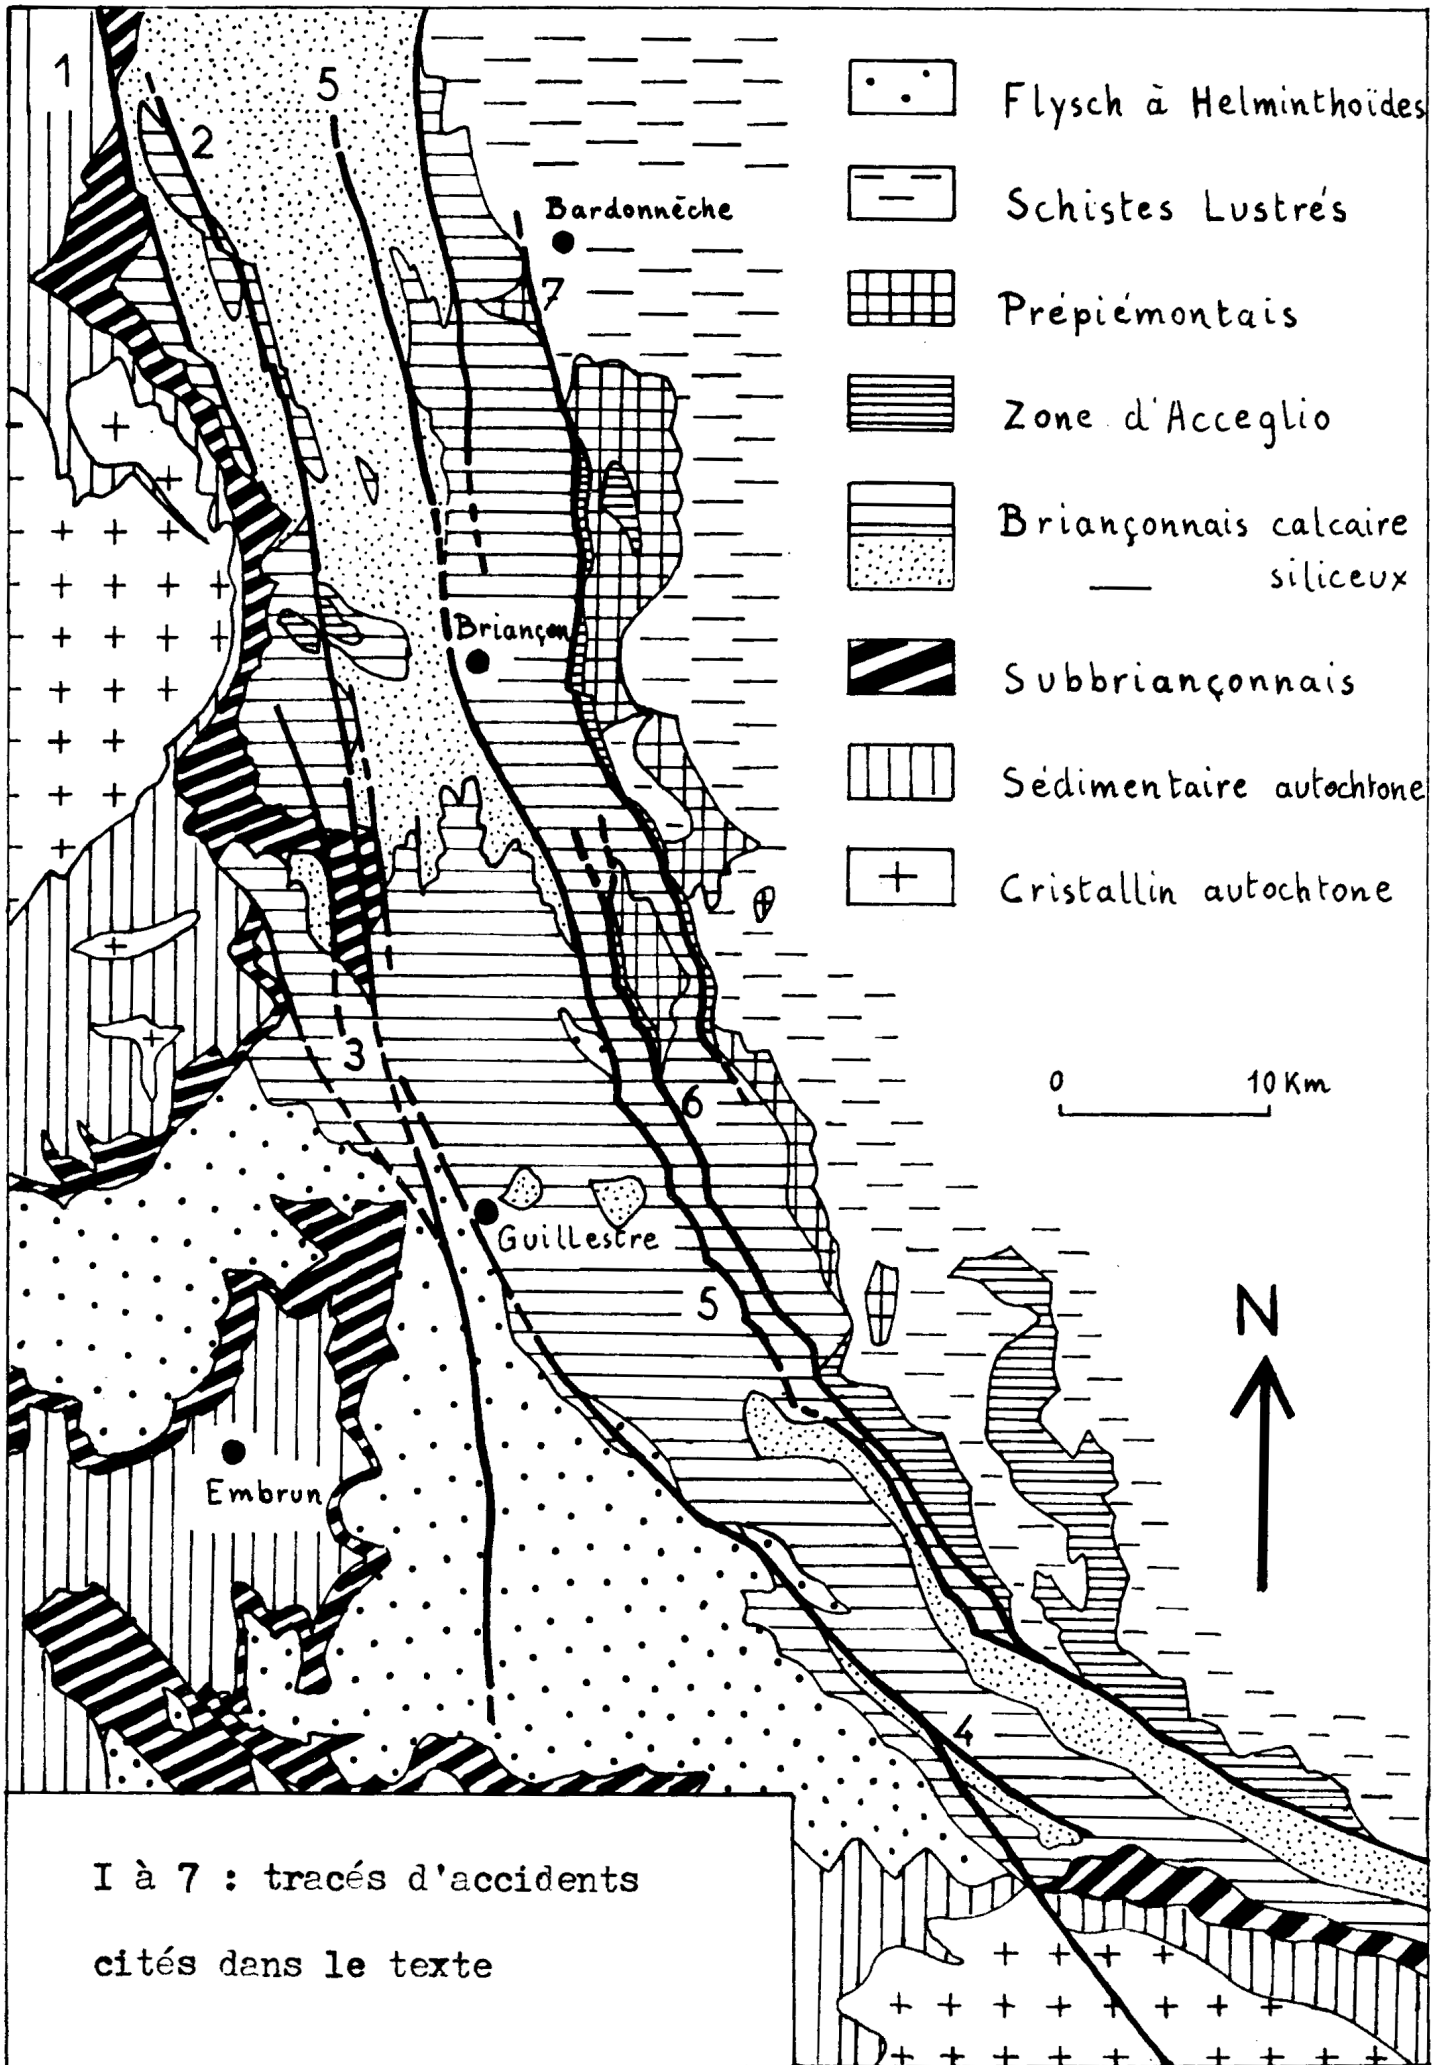 1
5
2
Bardonnèche
7
Briançon
3
6
Guillestre
5
Embrun
4
Flysch à Helminthoïdes
Schistes Lustrés
Prépiémontais
Zone d'Acceglio
Briançonnais calcaire
— siliceux
Subbriançonnais
Sédimentaire autochtone
Cristallin autochtone
0 10 Km
N
I à 7 : tracés d'accidents
cités dans le texte